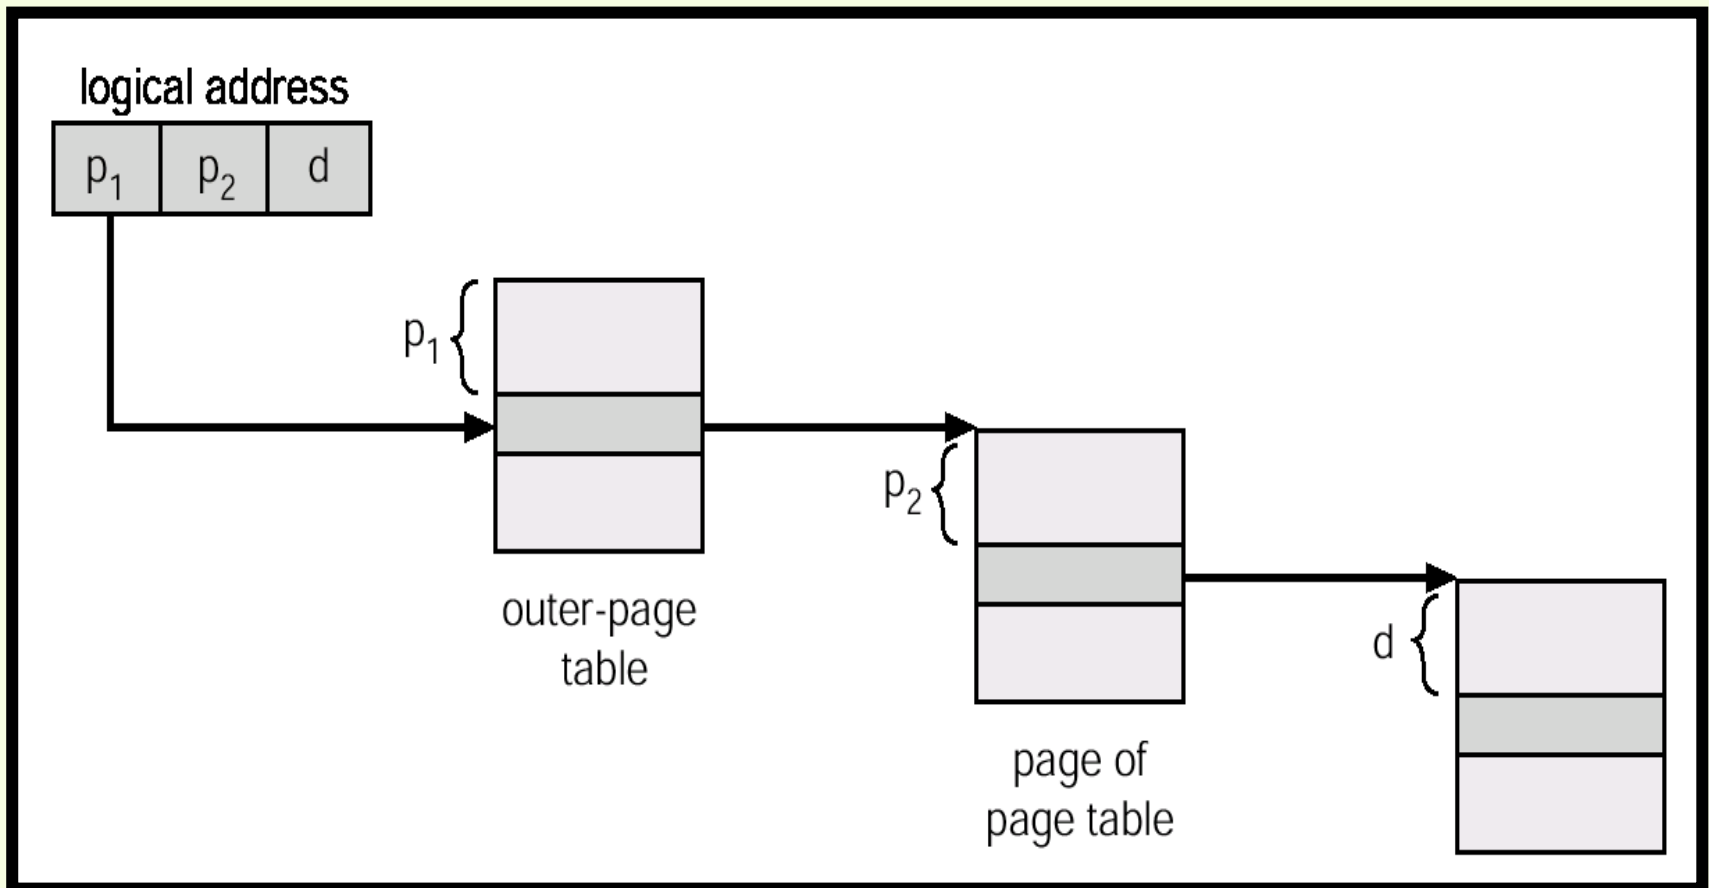 logical address
p₁ p₂ d
p₁
outer-page
table
p₂
page of
page table
d